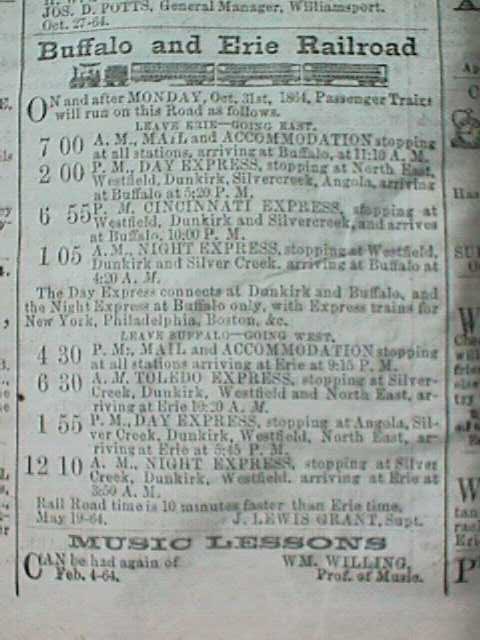 JOS. D. POTTS, General Manager, Williamsport.
Oct. 27-64.
Buffalo and Erie Railroad
ON and after MONDAY, Oct. 31st, 1864, Passenger Trains
will run on this Road as follows.
LEAVE ERIE—GOING EAST.
7 00 A. M., MAIL and ACCOMMODATION stopping
at all stations, arriving at Buffalo, at 11:10 A. M.
2 00 P. M., DAY EXPRESS, stopping at North East,
Westfield, Dunkirk, Silvercreek, Angola, arriving
at Buffalo at 5:20 P. M.
6 55 P. M. CINCINNATI EXPRESS, stopping at
Westfield, Dunkirk and Silvercreek, and arrives
at Buffalo, 10:00 P. M.
1 05 A. M., NIGHT EXPRESS, stopping at Westfield,
Dunkirk and Silver Creek, arriving at Buffalo at
4:20 A. M.
The Day Express connects at Dunkirk and Buffalo, and
the Night Express at Buffalo only, with Express trains for
New York, Philadelphia, Boston, &c.
LEAVE BUFFALO—GOING WEST.
4 30 P. M., MAIL and ACCOMMODATION stopping
at all stations arriving at Erie at 9:15 P. M.
6 30 A. M. TOLEDO EXPRESS, stopping at Silver-
Creek, Dunkirk, Westfield and North East, ar-
riving at Erie 10:20 A. M.
1 55 P. M., DAY EXPRESS, stopping at Angola, Sil-
ver Creek, Dunkirk, Westfield, North East, ar-
riving at Erie at 5:45 P. M.
12 10 A. M., NIGHT EXPRESS, stopping at Silver
Creek, Dunkirk, Westfield, arriving at Erie at
3:50 A. M.
Rail Road time is 10 minutes faster than Erie time.
May 19-64. J. LEWIS GRANT, Supt.
MUSIC LESSONS
CAN be had again of WM. WILLING,
Feb. 4-64. Prof. of Music.